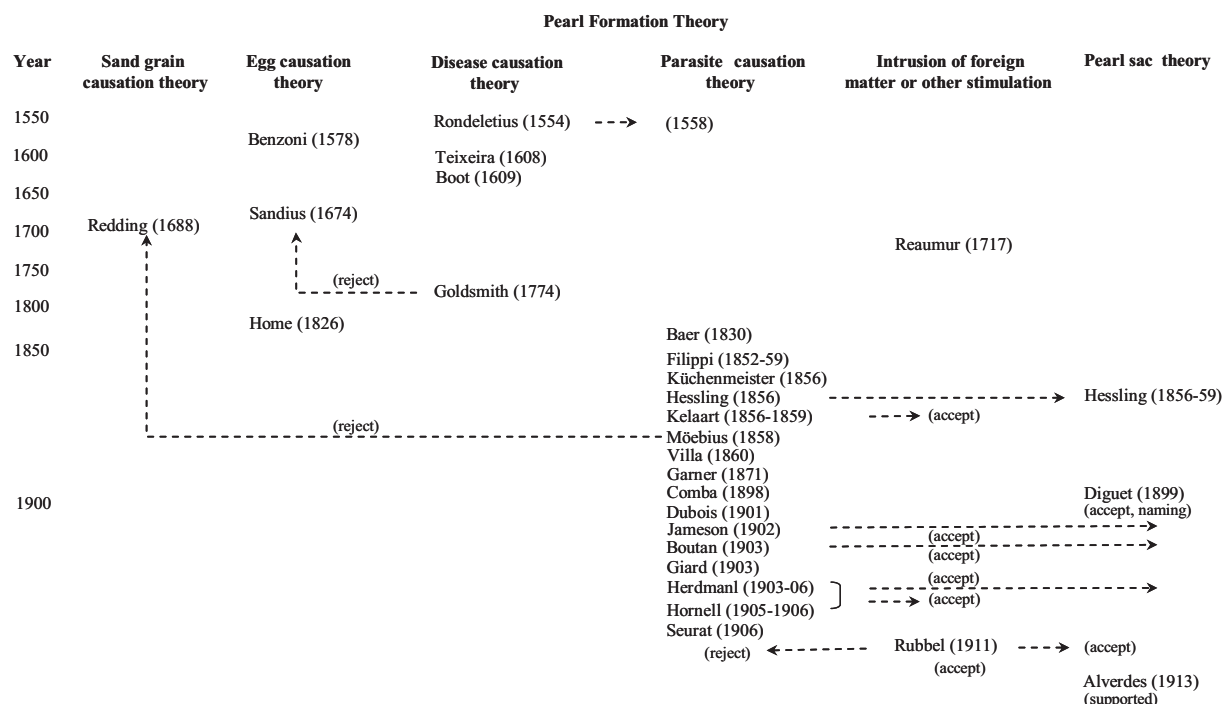 Pearl Formation Theory
Year Sand grain causation theory Egg causation theory Disease causation theory Parasite causation theory Intrusion of foreign matter or other stimulation Pearl sac theory
1550 Rondeletius (1554) (1558)
Benzoni (1578)
1600 Teixeira (1608)
Boot (1609)
1650
Sandius (1674)
Redding (1688)
1700
Reaumur (1717)
1750
(reject)
Goldsmith (1774)
1800
Home (1826)
Baer (1830)
1850
Filippi (1852-59)
Küchenmeister (1856)
Hessling (1856) Hessling (1856-59)
Kelaart (1856-1859) (accept)
(reject) Möebius (1858)
Villa (1860)
Garner (1871)
Comba (1898) Diguet (1899)
1900
Dubois (1901) (accept, naming)
Jameson (1902) (accept)
Boutan (1903) (accept)
Giard (1903)
Herdmanl (1903-06) (accept)
Hornell (1905-1906) (accept)
Seurat (1906)
(reject) Rubbel (1911) (accept)
(accept)
Alverdes (1913)
(supported)